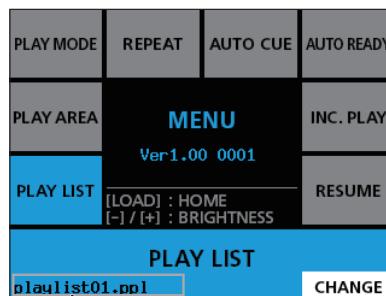 PLAY MODE
REPEAT
AUTO CUE
AUTO READY
PLAY AREA
MENU
INC. PLAY
Ver1.00 0001
PLAY LIST
RESUME
[LOAD] : HOME
[-] / [+] : BRIGHTNESS
PLAY LIST
playlist01.ppl
CHANGE